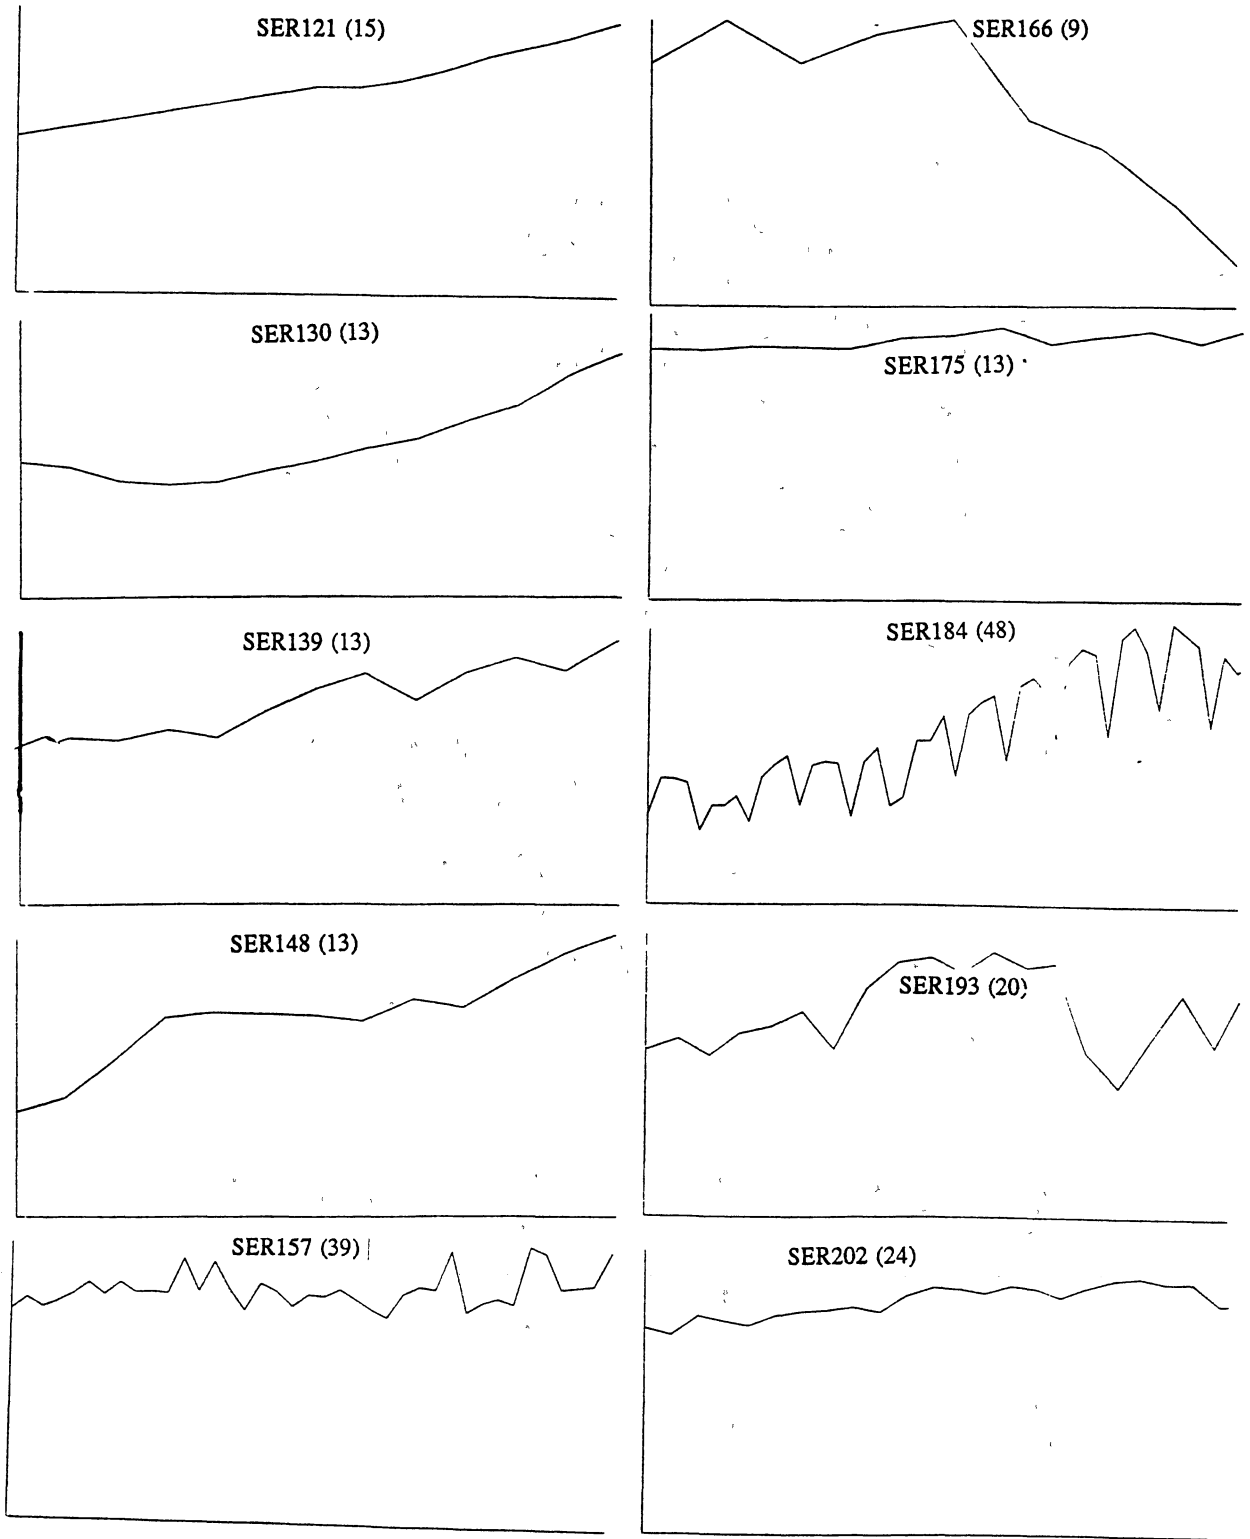 SER121 (15)
SER130 (13)
SER139 (13)
SER148 (13)
SER157 (39)
SER166 (9)
SER175 (13)
SER184 (48)
SER193 (20)
SER202 (24)